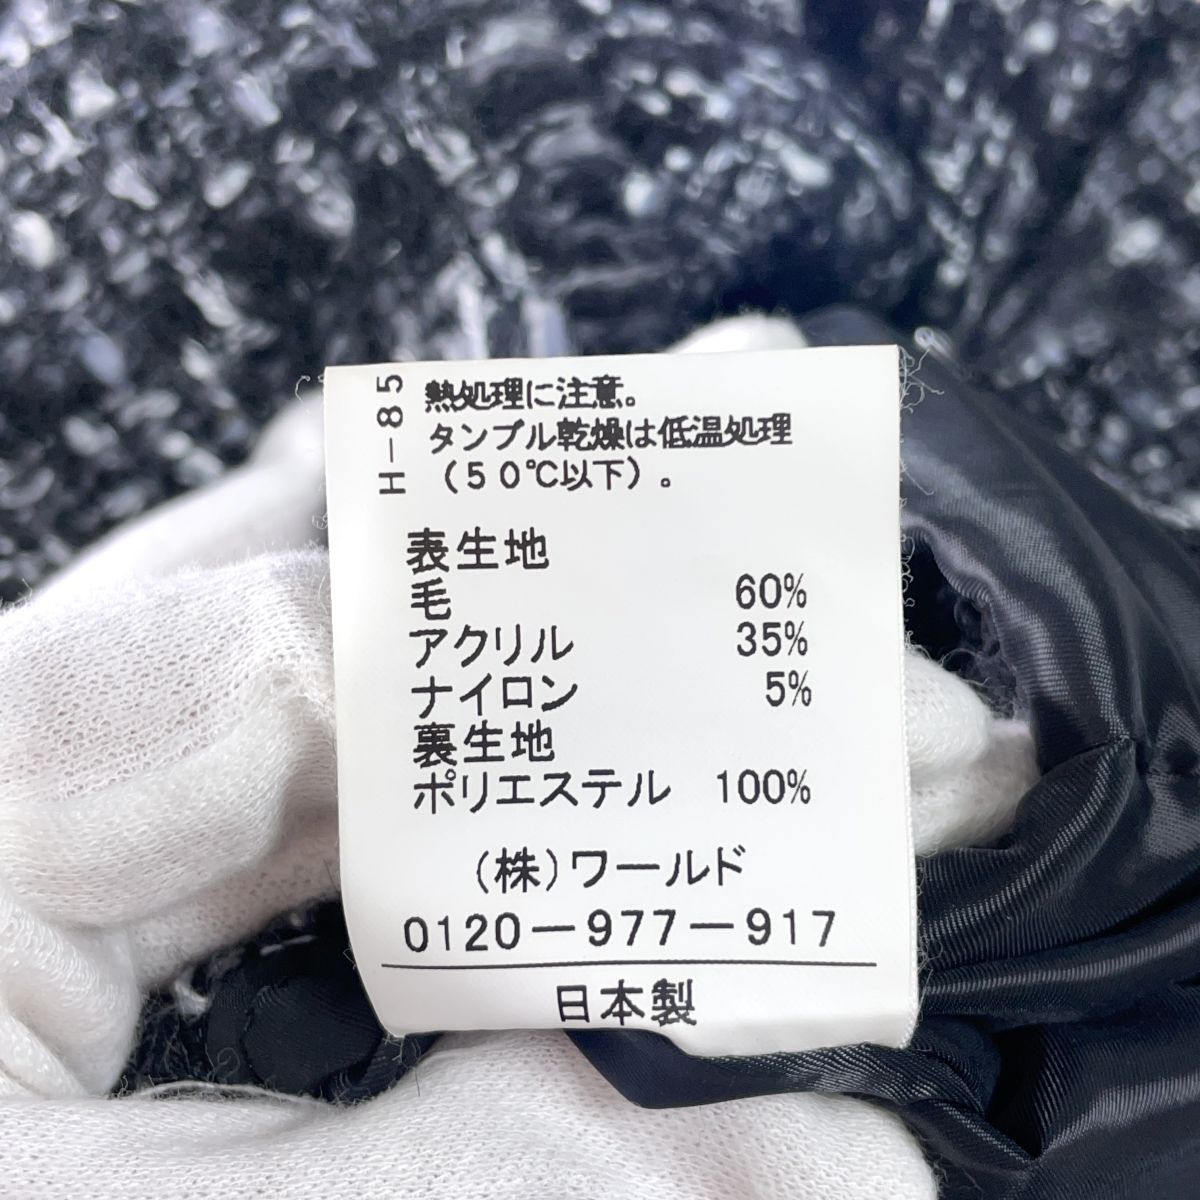 H-85
熱処理に注意。
タンブル乾燥は低温処理
(50℃以下)。
表生地
毛 60%
アクリル 35%
ナイロン 5%
裏生地
ポリエステル 100%
(株)ワールド
0120-977-917
日本製